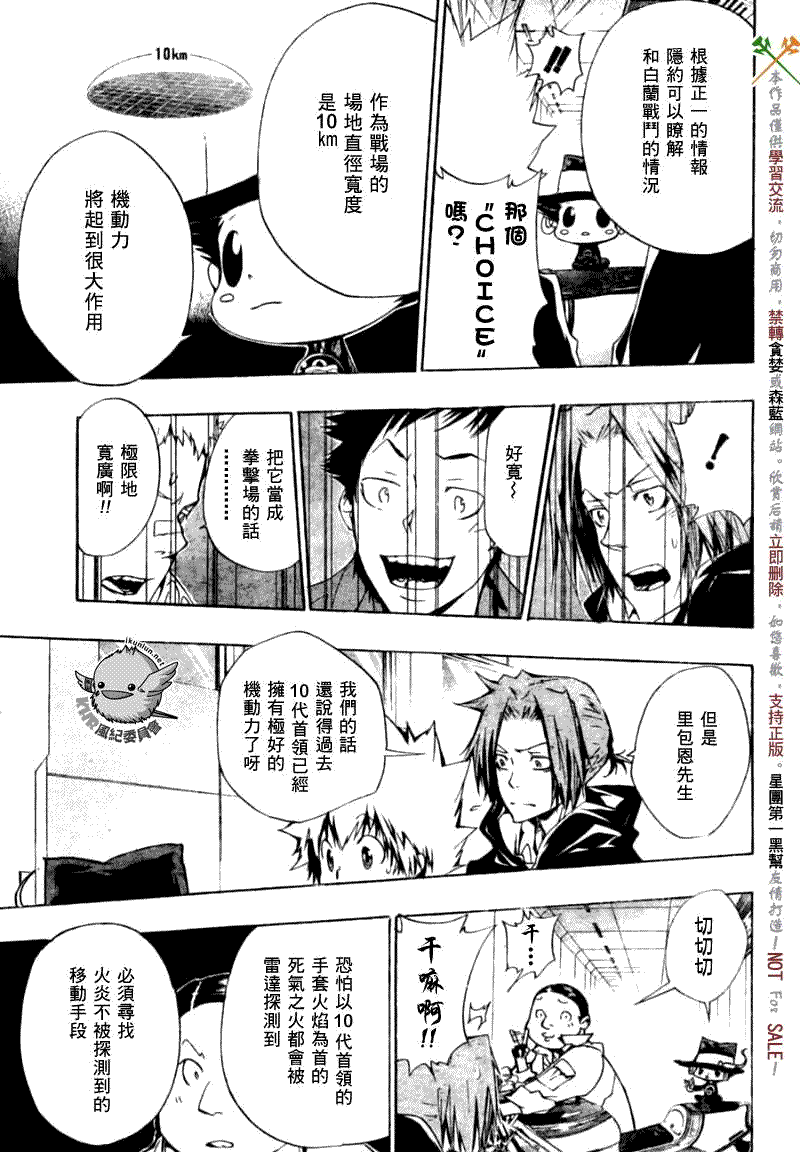 根據正一的情報
隱約可以瞭解
和白蘭戰鬥的情況
!!
那個
"CHOICE"
嗎?
作為戰場的
場地直徑寬度
是10km
10km
機動力
將起到很大作用
!
好寬~
把它當成
拳擊場的話
…………
極限地
寬廣啊!!
但是
里包恩先生
我們的話
還說得過去
10代首領已經
擁有極好的
機動力了呀
ikunlun.net
KHR風紀委員會
切切切
干…
干嘛啊!!
恐怕以10代首領的
手套火焰為首的
死氣之火都會被
雷達探測到
必須尋找
火炎不被探測到的
移動手段
本作品僅供學習交流。切勿商用。禁轉貪婪或森藍網站。欣賞后請立即刪除。如您喜歡。支持正版。星團第一黑幫友情打造—NOT For SALE—